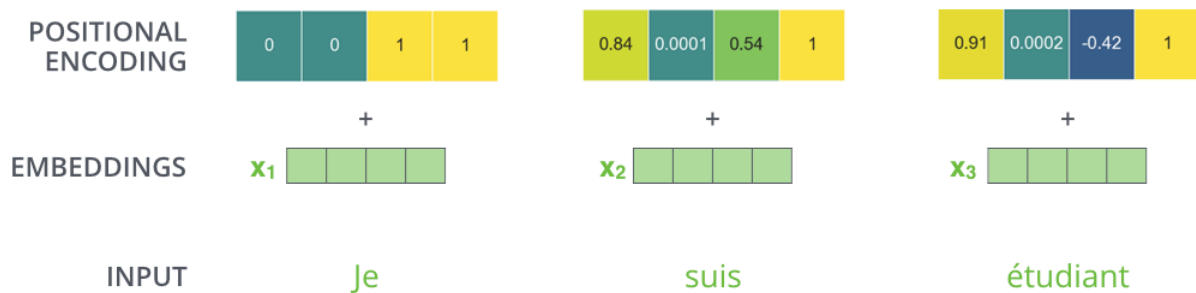 POSITIONAL
ENCODING
0 0 1 1
0.84 0.0001 0.54 1
0.91 0.0002 -0.42 1
+ + +
EMBEDDINGS x₁ x₂ x₃
INPUT Je suis étudiant